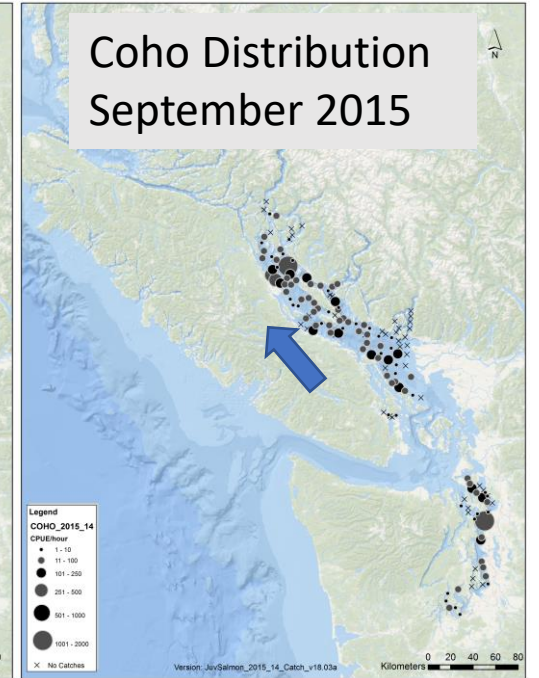 Coho Distribution
September 2015
N
Legend
COHO_2015_14
CPUE/hour
1 - 10
11 - 100
101 - 250
251 - 500
501 - 1000
1001 - 2000
No Catches
Version: JuvSalmon_2015_14_Catch_v18.03a
Kilometers
0 20 40 60 80